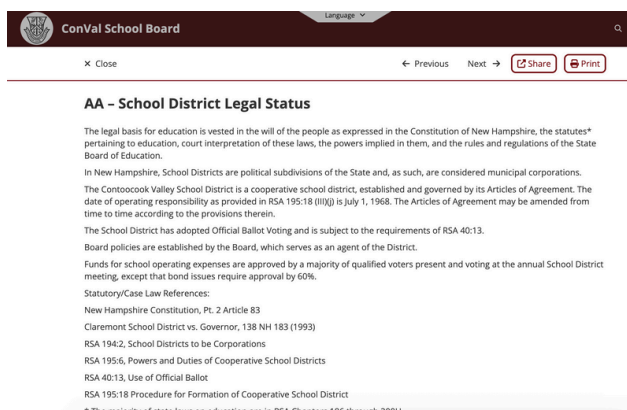 Language
ConVal School Board
× Close
← Previous Next → Share Print
AA – School District Legal Status
The legal basis for education is vested in the will of the people as expressed in the Constitution of New Hampshire, the statutes*
pertaining to education, court interpretation of these laws, the powers implied in them, and the rules and regulations of the State
Board of Education.
In New Hampshire, School Districts are political subdivisions of the State and, as such, are considered municipal corporations.
The Contoocook Valley School District is a cooperative school district, established and governed by its Articles of Agreement. The
date of operating responsibility as provided in RSA 195:18 (III)(j) is July 1, 1968. The Articles of Agreement may be amended from
time to time according to the provisions therein.
The School District has adopted Official Ballot Voting and is subject to the requirements of RSA 40:13.
Board policies are established by the Board, which serves as an agent of the District.
Funds for school operating expenses are approved by a majority of qualified voters present and voting at the annual School District
meeting, except that bond issues require approval by 60%.
Statutory/Case Law References:
New Hampshire Constitution, Pt. 2 Article 83
Claremont School District vs. Governor, 138 NH 183 (1993)
RSA 194:2, School Districts to be Corporations
RSA 195:6, Powers and Duties of Cooperative School Districts
RSA 40:13, Use of Official Ballot
RSA 195:18 Procedure for Formation of Cooperative School District